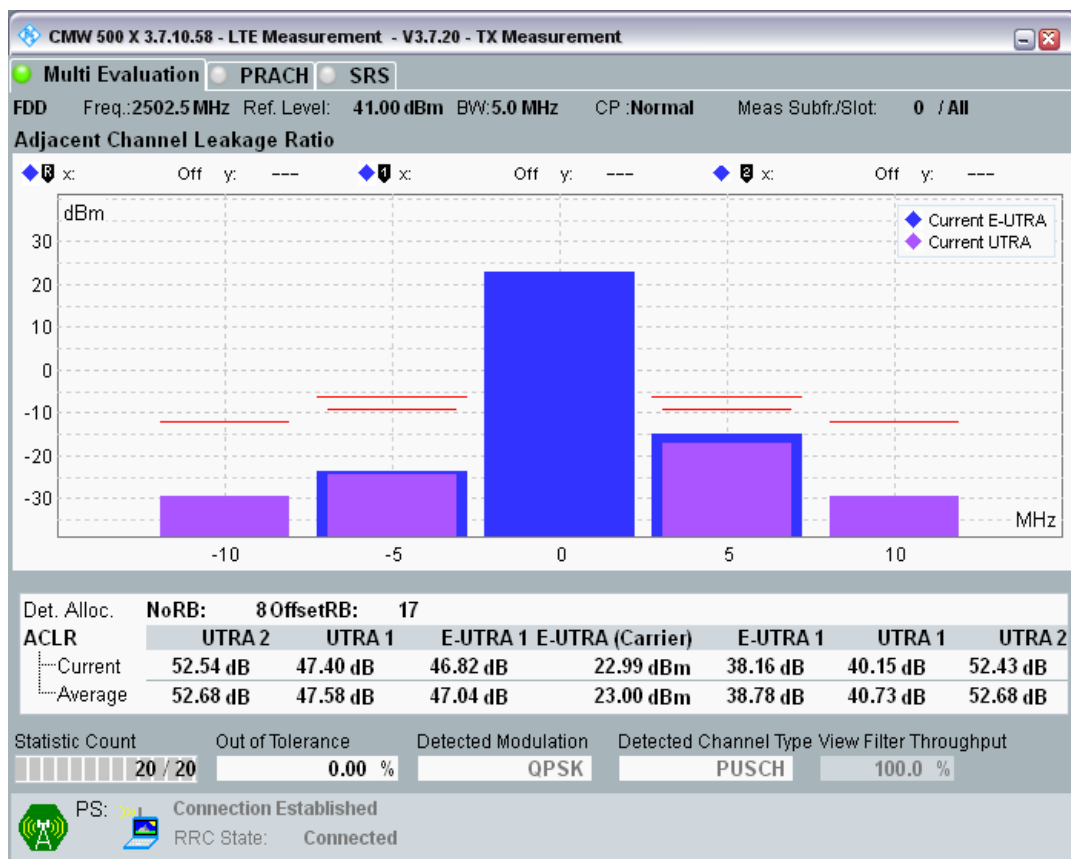 CMW 500 X 3.7.10.58 - LTE Measurement - V3.7.20 - TX Measurement
Multi Evaluation PRACH SRS
FDD Freq.:2502.5 MHz Ref. Level: 41.00 dBm BW:5.0 MHz CP :Normal Meas Subfr./Slot: 0 / All
Adjacent Channel Leakage Ratio
R x: Off y: --- 1 x: Off y: --- 2 x: Off y: ---
dBm
Current E-UTRA
Current UTRA
30
20
10
0
-10
-20
-30
MHz
-10 -5 0 5 10
Det. Alloc. NoRB: 8 OffsetRB: 17
ACLR UTRA 2 UTRA 1 E-UTRA 1 E-UTRA (Carrier) E-UTRA 1 UTRA 1 UTRA 2
Current 52.54 dB 47.40 dB 46.82 dB 22.99 dBm 38.16 dB 40.15 dB 52.43 dB
Average 52.68 dB 47.58 dB 47.04 dB 23.00 dBm 38.78 dB 40.73 dB 52.68 dB
Statistic Count Out of Tolerance Detected Modulation Detected Channel Type View Filter Throughput
20 / 20 0.00 % QPSK PUSCH 100.0 %
PS: Connection Established
RRC State: Connected